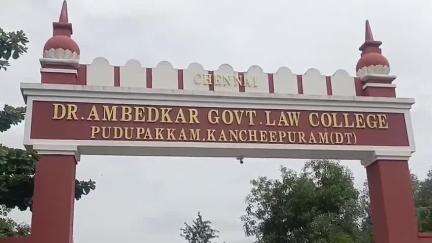 CHENNAI
DR.AMBEDKAR GOVT.LAW COLLEGE
PUDUPAKKAM,KANCHEEPURAM(DT)